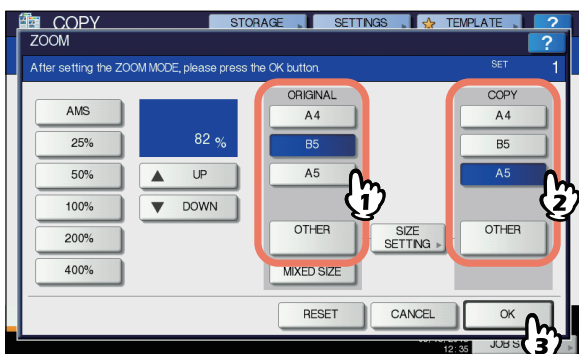 COPY STORAGE SETTINGS TEMPLATE ?
ZOOM ?
After setting the ZOOM MODE, please press the OK button. SET 1
ORIGINAL COPY
AMS A4 A4
25% 82 % B5 B5
50% ▲ UP A5 A5
1 2
100% ▼ DOWN
200% OTHER SIZE SETTING OTHER
400% MIXED SIZE
RESET CANCEL OK
12:35 JOB S
3